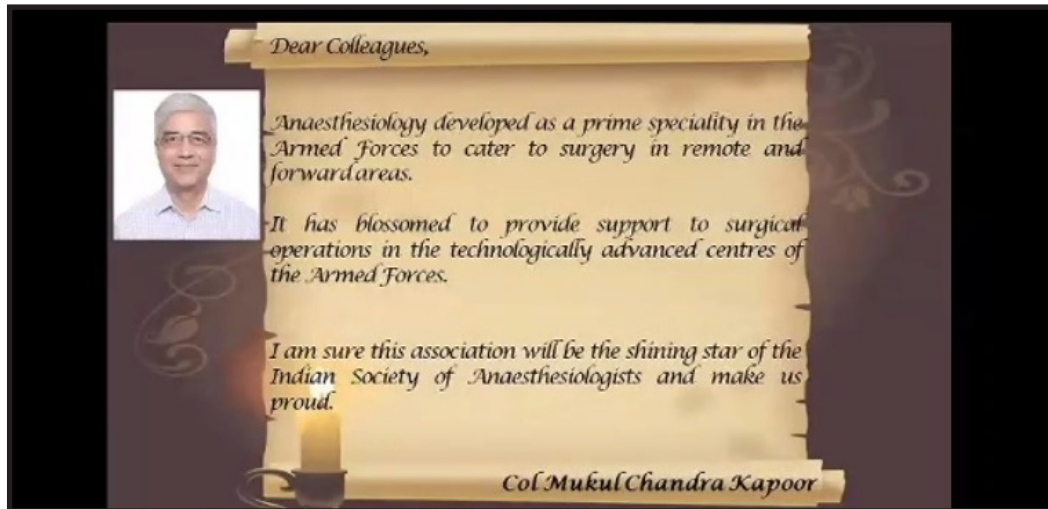 Dear Colleagues,
Anaesthesiology developed as a prime speciality in the
Armed Forces to cater to surgery in remote and
forward areas.
It has blossomed to provide support to surgical
operations in the technologically advanced centres of
the Armed Forces.
I am sure this association will be the shining star of the
Indian Society of Anaesthesiologists and make us
proud.
Col Mukul Chandra Kapoor